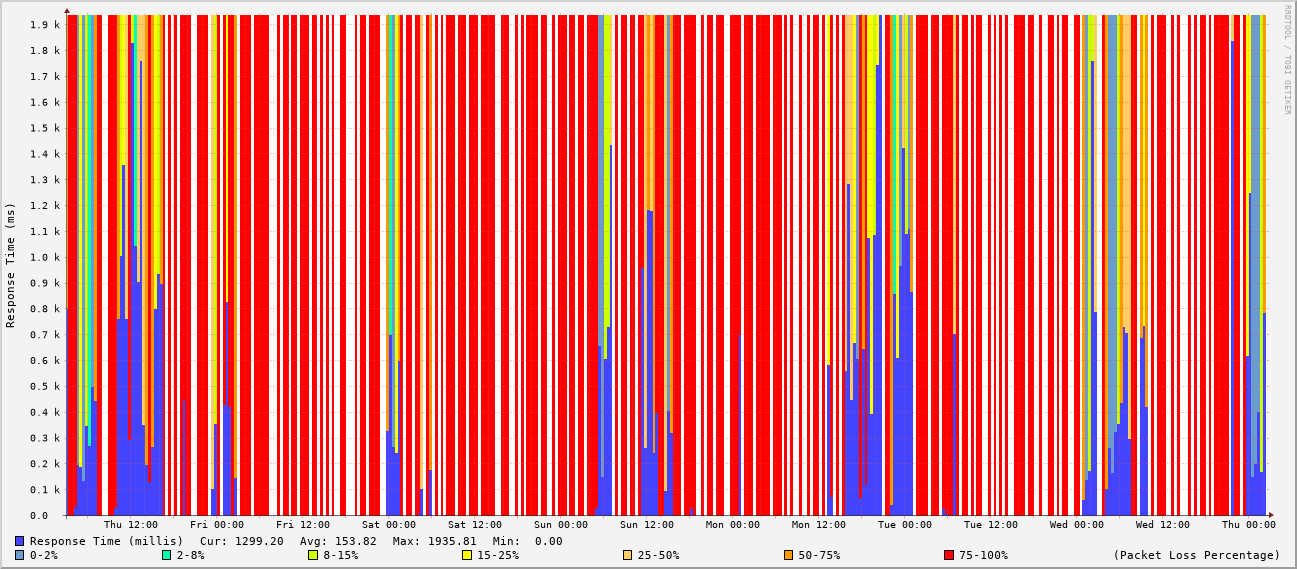 RRDTOOL / TOBI OETIKER
Response Time (ms)
1.9 k
1.8 k
1.7 k
1.6 k
1.5 k
1.4 k
1.3 k
1.2 k
1.1 k
1.0 k
0.9 k
0.8 k
0.7 k
0.6 k
0.5 k
0.4 k
0.3 k
0.2 k
0.1 k
0.0
Thu 12:00 Fri 00:00 Fri 12:00 Sat 00:00 Sat 12:00 Sun 00:00 Sun 12:00 Mon 00:00 Mon 12:00 Tue 00:00 Tue 12:00 Wed 00:00 Wed 12:00 Thu 00:00
Response Time (millis) Cur: 1299.20 Avg: 153.82 Max: 1935.81 Min: 0.00
0-2% 2-8% 8-15% 15-25% 25-50% 50-75% 75-100% (Packet Loss Percentage)